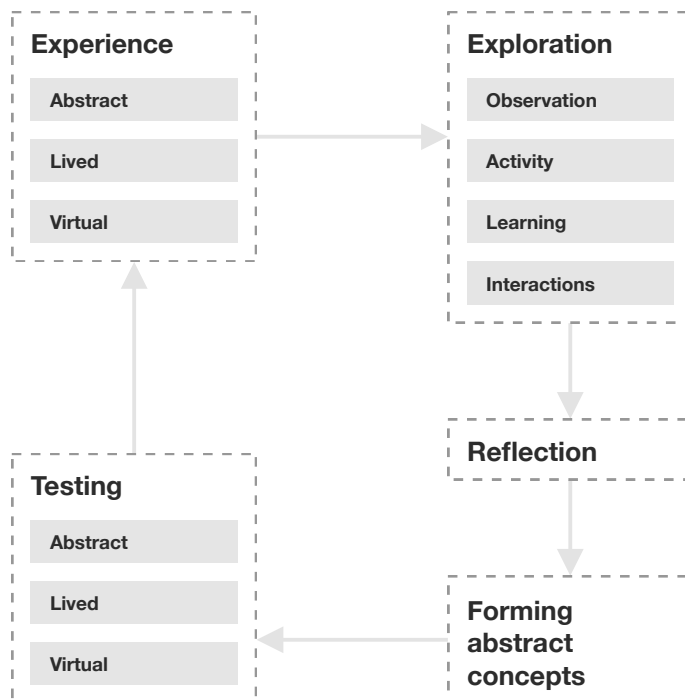 Experience
Abstract
Lived
Virtual
Exploration
Observation
Activity
Learning
Interactions
Reflection
Forming
abstract
concepts
Testing
Abstract
Lived
Virtual